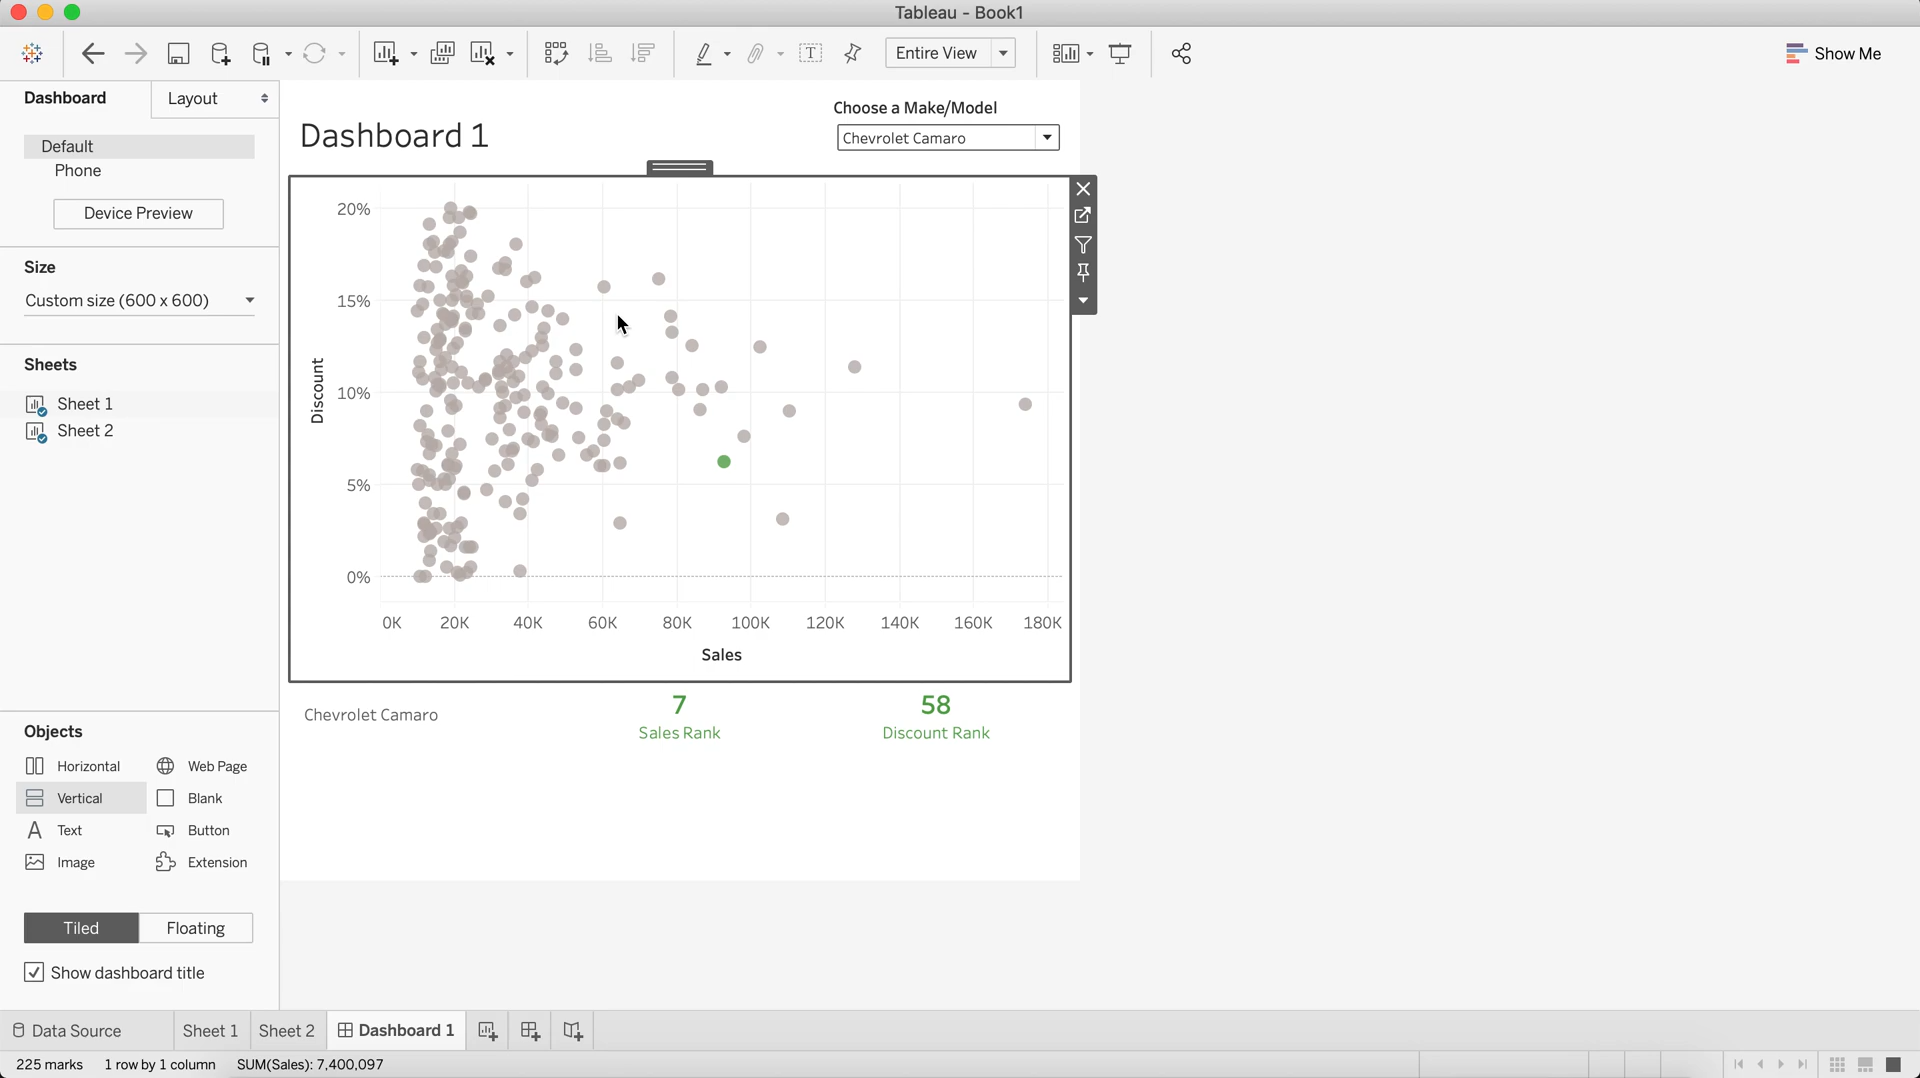 Tableau - Book1
Entire View
Show Me
Dashboard
Layout
Default
Phone
Device Preview
Size
Custom size (600 x 600)
Sheets
Sheet 1
Sheet 2
Objects
Horizontal
Web Page
Vertical
Blank
Text
Button
Image
Extension
Tiled
Floating
Show dashboard title
Dashboard 1
Choose a Make/Model
Chevrolet Camaro
20%
15%
10%
5%
0%
Discount
0K 20K 40K 60K 80K 100K 120K 140K 160K 180K
Sales
Chevrolet Camaro
7
Sales Rank
58
Discount Rank
Data Source
Sheet 1
Sheet 2
Dashboard 1
225 marks 1 row by 1 column SUM(Sales): 7,400,097